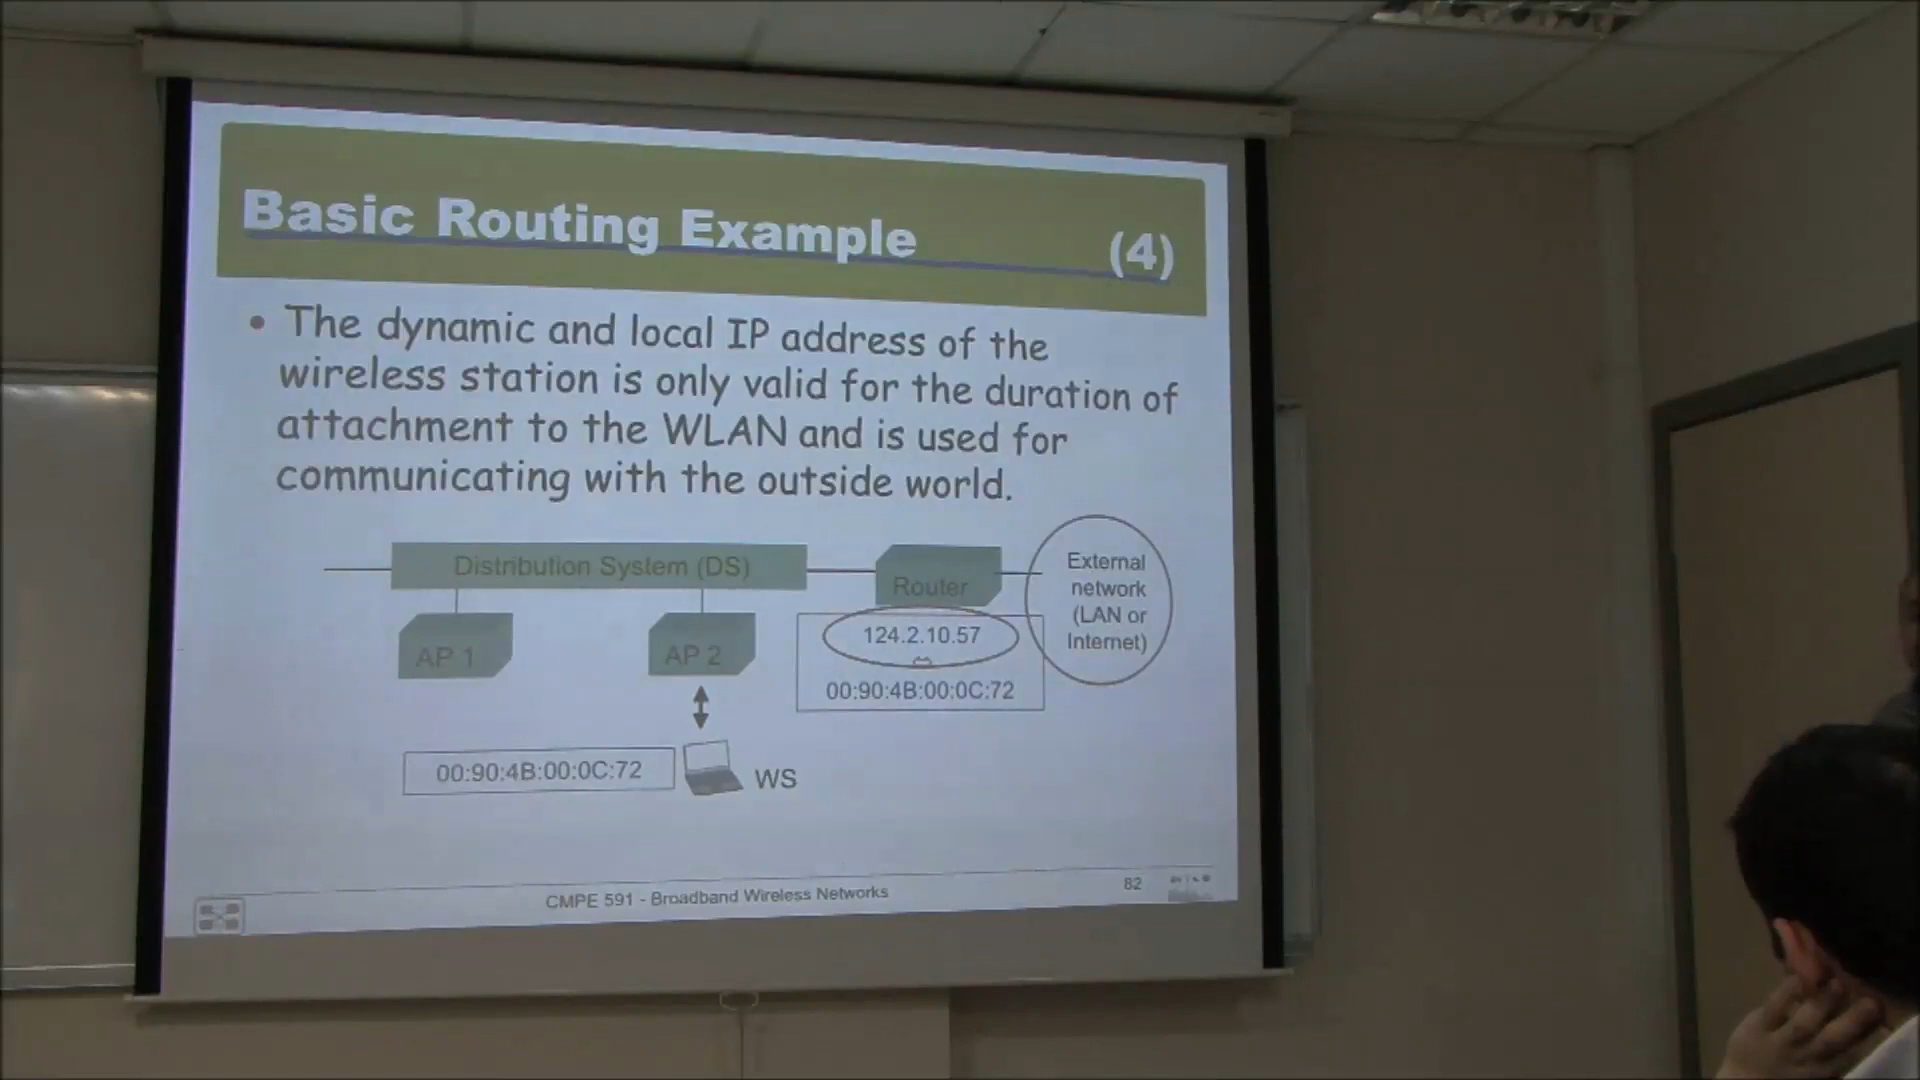 Basic Routing Example (4)
• The dynamic and local IP address of the
wireless station is only valid for the duration of
attachment to the WLAN and is used for
communicating with the outside world.
Distribution System (DS)
Router
External
network
(LAN or
Internet)
AP 1
AP 2
124.2.10.57
00:90:4B:00:0C:72
00:90:4B:00:0C:72
WS
CMPE 591 - Broadband Wireless Networks
82